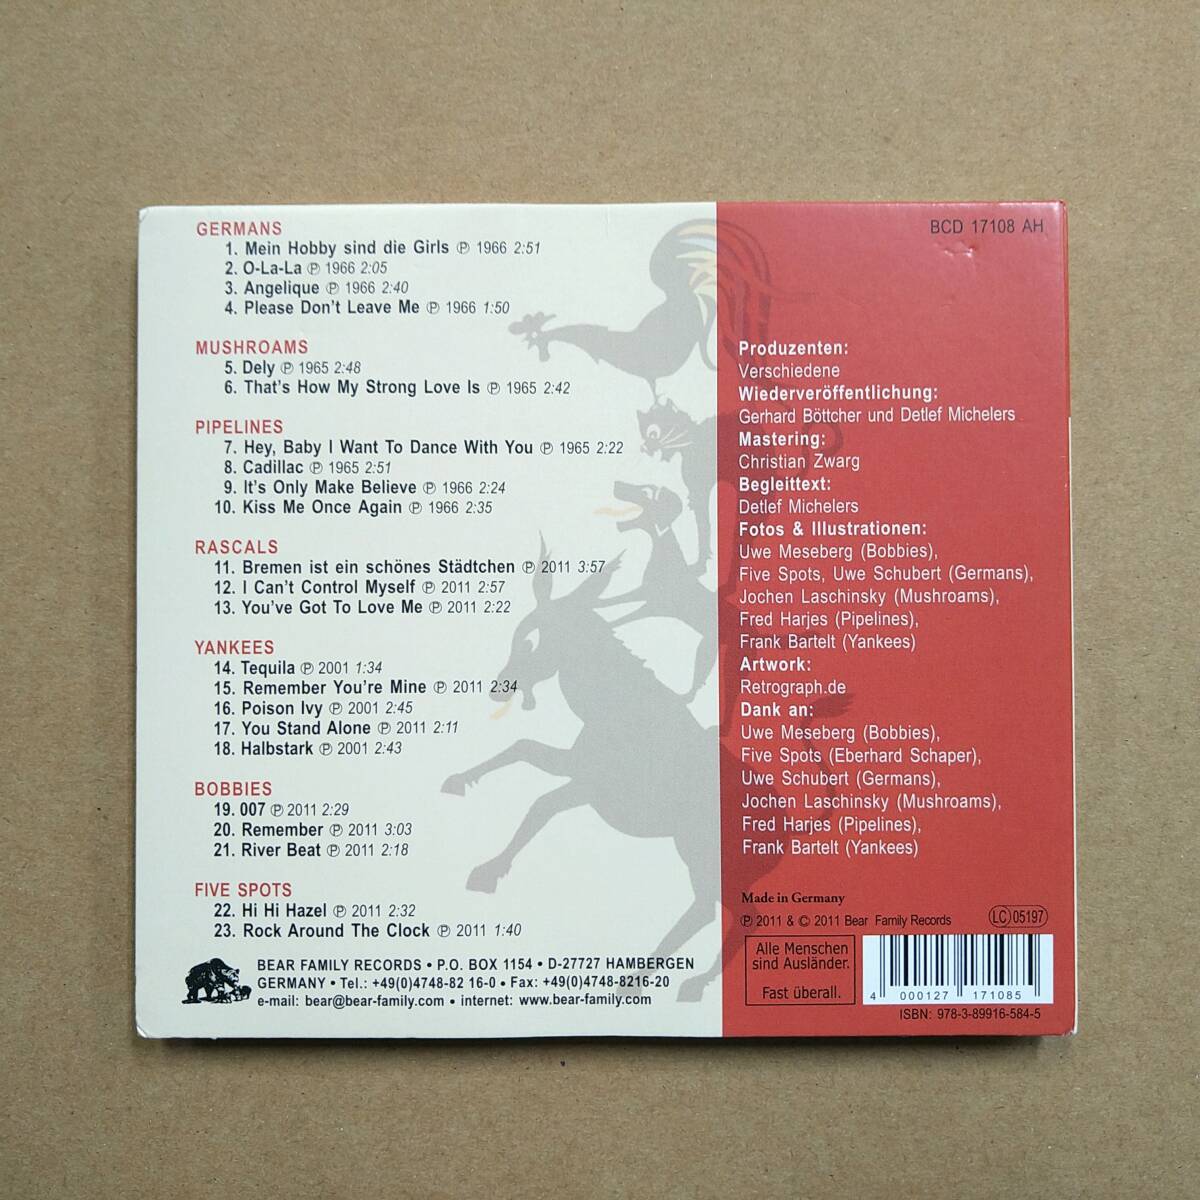 GERMANS
1. Mein Hobby sind die Girls ℗ 1966 2:51
2. O-La-La ℗ 1966 2:05
3. Angelique ℗ 1966 2:40
4. Please Don't Leave Me ℗ 1966 1:50
MUSHROAMS
5. Dely ℗ 1965 2:48
6. That's How My Strong Love Is ℗ 1965 2:42
PIPELINES
7. Hey, Baby I Want To Dance With You ℗ 1965 2:22
8. Cadillac ℗ 1965 2:51
9. It's Only Make Believe ℗ 1966 2:24
10. Kiss Me Once Again ℗ 1966 2:35
RASCALS
11. Bremen ist ein schönes Städtchen ℗ 2011 3:57
12. I Can't Control Myself ℗ 2011 2:57
13. You've Got To Love Me ℗ 2011 2:22
YANKEES
14. Tequila ℗ 2001 1:34
15. Remember You're Mine ℗ 2011 2:34
16. Poison Ivy ℗ 2001 2:45
17. You Stand Alone ℗ 2011 2:11
18. Halbstark ℗ 2001 2:43
BOBBIES
19. 007 ℗ 2011 2:29
20. Remember ℗ 2011 3:03
21. River Beat ℗ 2011 2:18
FIVE SPOTS
22. Hi Hi Hazel ℗ 2011 2:32
23. Rock Around The Clock ℗ 2011 1:40
BEAR FAMILY RECORDS • P.O. BOX 1154 • D-27727 HAMBERGEN
GERMANY • Tel.: +49(0)4748-82 16-0 • Fax: +49(0)4748-8216-20
e-mail: bear@bear-family.com • internet: www.bear-family.com
BCD 17108 AH
Produzenten:
Verschiedene
Wiederveröffentlichung:
Gerhard Böttcher und Detlef Michelers
Mastering:
Christian Zwarg
Begleittext:
Detlef Michelers
Fotos & Illustrationen:
Uwe Meseberg (Bobbies),
Five Spots, Uwe Schubert (Germans),
Jochen Laschinsky (Mushroams),
Fred Harjes (Pipelines),
Frank Bartelt (Yankees)
Artwork:
Retrograph.de
Dank an:
Uwe Meseberg (Bobbies),
Five Spots (Eberhard Schaper),
Uwe Schubert (Germans),
Jochen Laschinsky (Mushroams),
Fred Harjes (Pipelines),
Frank Bartelt (Yankees)
Made in Germany
℗ 2011 & © 2011 Bear Family Records
LC 05197
Alle Menschen
sind Ausländer.
Fast überall.
4 000127 171085
ISBN: 978-3-89916-584-5